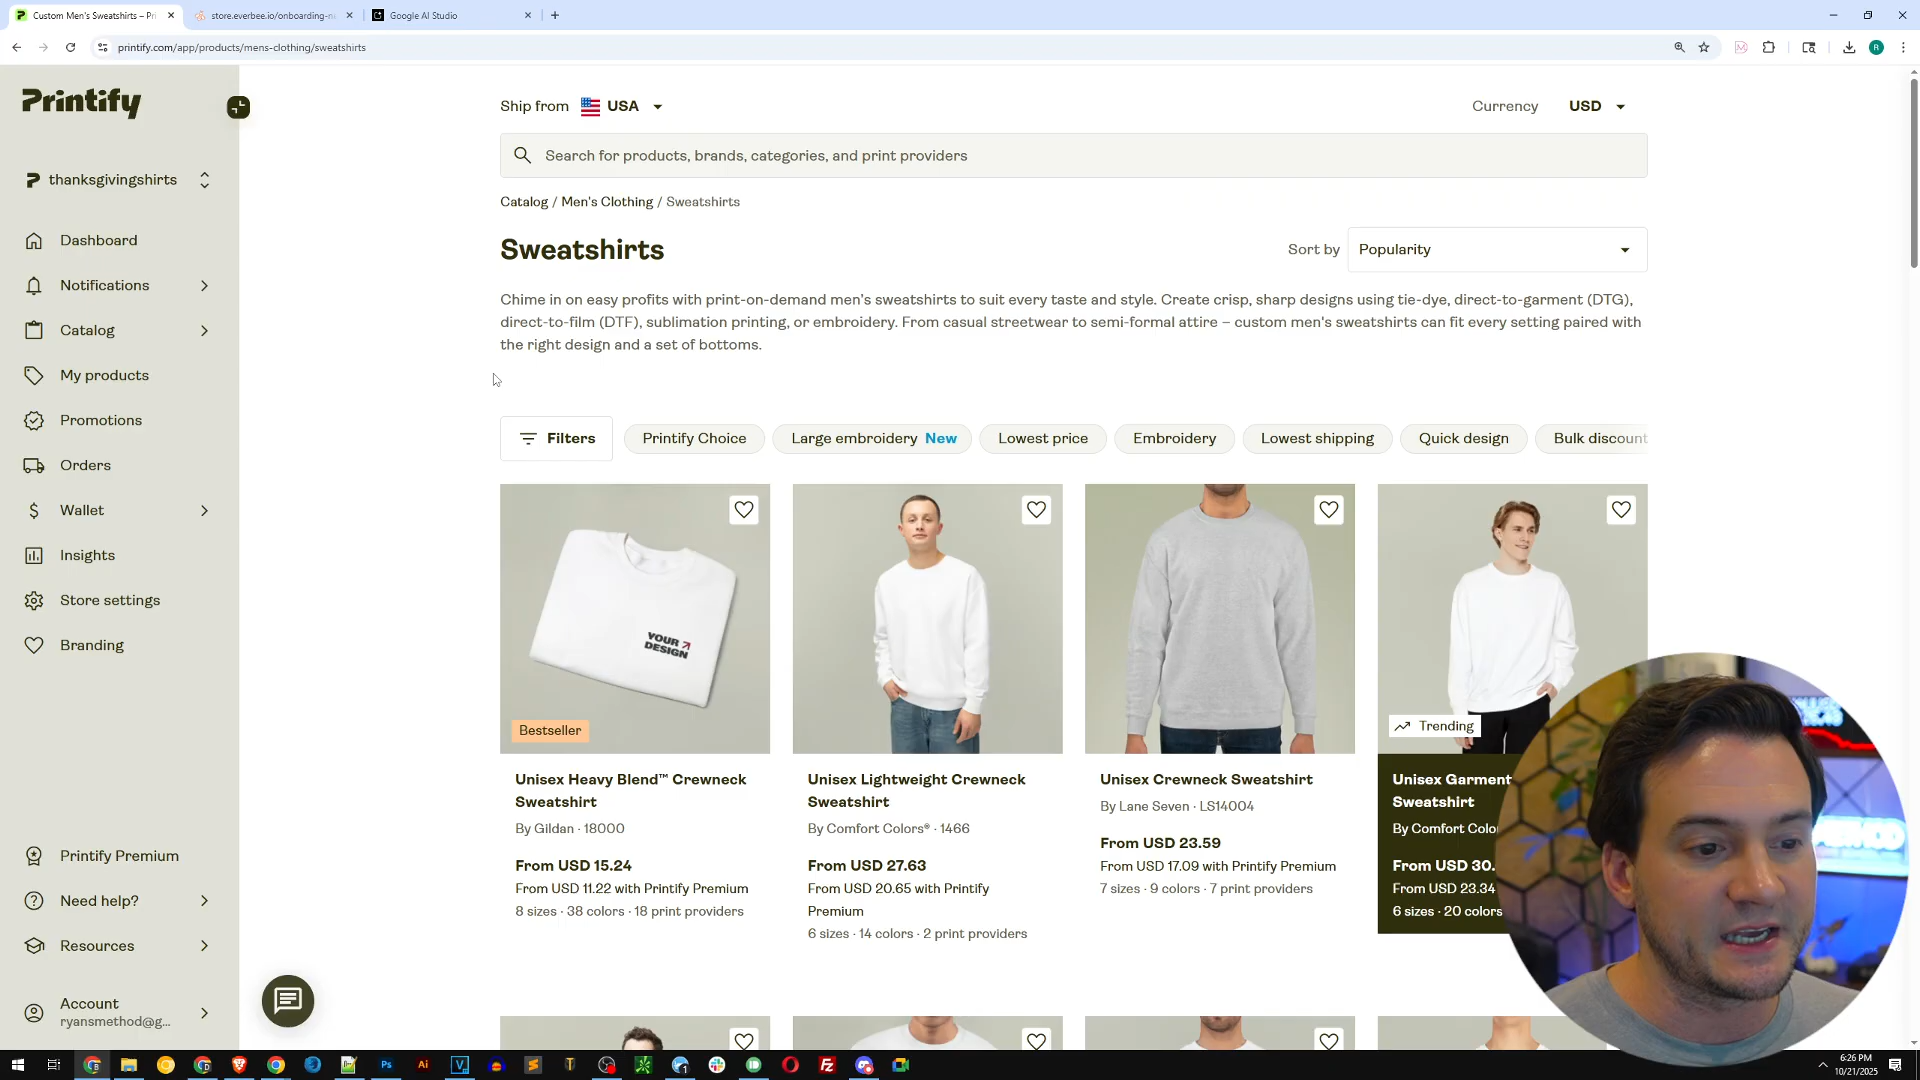 Custom Men's Sweatshirts – Pri
store.everbee.io/onboarding-n
Google AI Studio
printify.com/app/products/mens-clothing/sweatshirts
R
Printify
Ship from USA
Currency USD
Search for products, brands, categories, and print providers
thanksgivingshirts
Catalog / Men's Clothing / Sweatshirts
Dashboard
Notifications
Catalog
My products
Promotions
Orders
Wallet
Insights
Store settings
Branding
Printify Premium
Need help?
Resources
Account
ryansmethod@g...
Sweatshirts
Sort by Popularity
Chime in on easy profits with print-on-demand men's sweatshirts to suit every taste and style. Create crisp, sharp designs using tie-dye, direct-to-garment (DTG),
direct-to-film (DTF), sublimation printing, or embroidery. From casual streetwear to semi-formal attire – custom men's sweatshirts can fit every setting paired with
the right design and a set of bottoms.
Filters
Printify Choice
Large embroidery New
Lowest price
Embroidery
Lowest shipping
Quick design
Bulk discount
YOUR
DESIGN
Bestseller
Unisex Heavy Blend™ Crewneck
Sweatshirt
By Gildan · 18000
From USD 15.24
From USD 11.22 with Printify Premium
8 sizes · 38 colors · 18 print providers
Unisex Lightweight Crewneck
Sweatshirt
By Comfort Colors® · 1466
From USD 27.63
From USD 20.65 with Printify
Premium
6 sizes · 14 colors · 2 print providers
Unisex Crewneck Sweatshirt
By Lane Seven · LS14004
From USD 23.59
From USD 17.09 with Printify Premium
7 sizes · 9 colors · 7 print providers
Trending
Unisex Garment
Sweatshirt
By Comfort Colo
From USD 30.
From USD 23.34
6 sizes · 20 colors
Ps
Ai
V
T
FZ
6:26 PM
10/21/2025